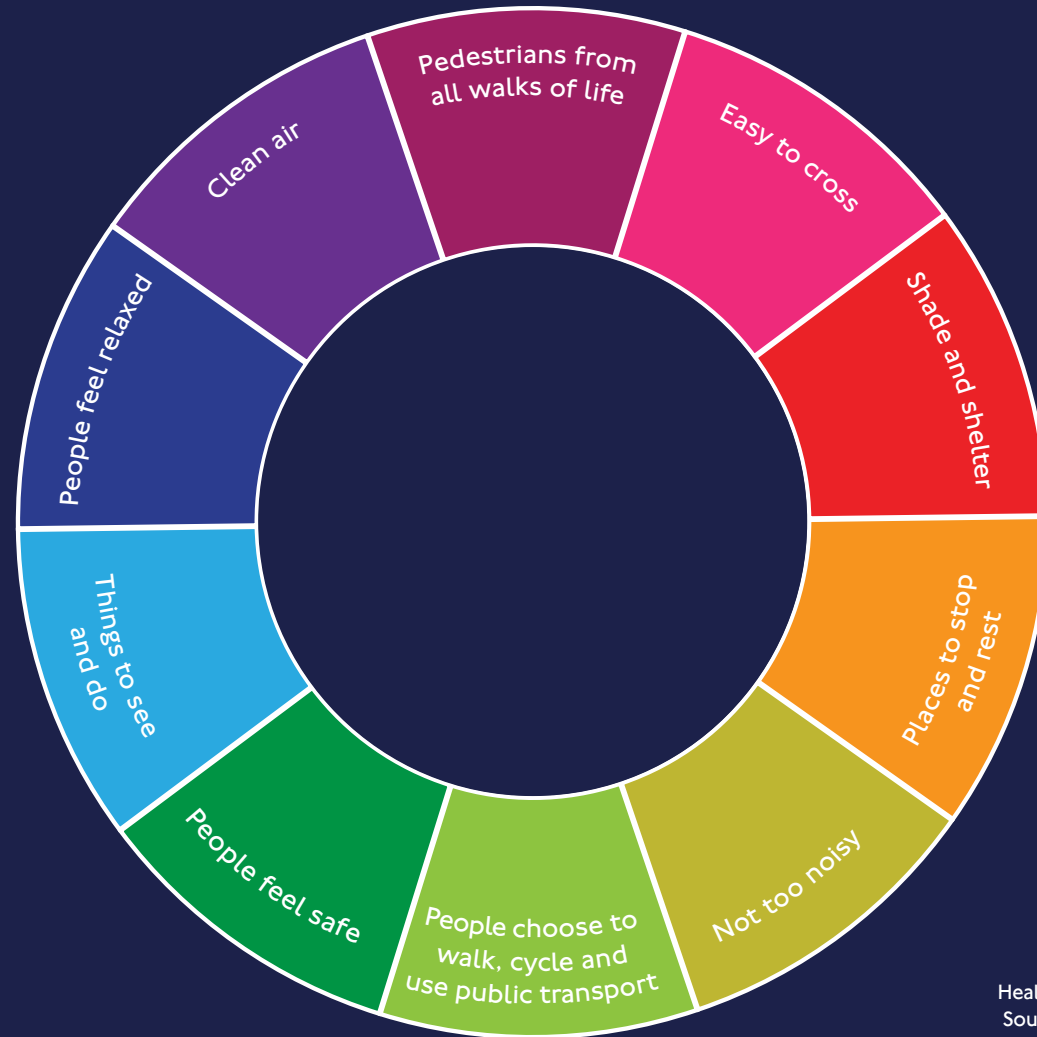 Pedestrians from
all walks of life
Easy to cross
Shade and shelter
Places to stop
and rest
Not too noisy
People choose to
walk, cycle and
use public transport
People feel safe
Things to see
and do
People feel relaxed
Clean air